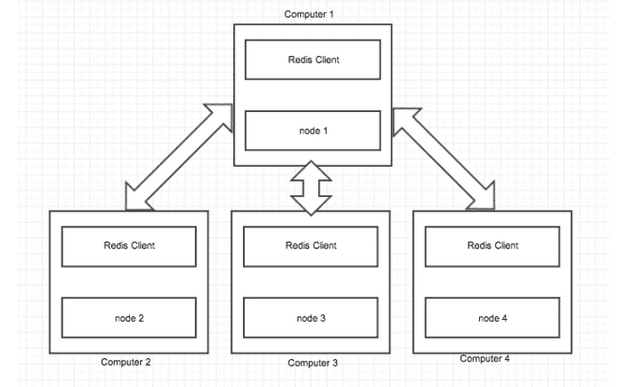 Computer 1
Redis Client
node 1
Redis Client
Redis Client
Redis Client
node 2
node 3
node 4
Computer 2
Computer 3
Computer 4